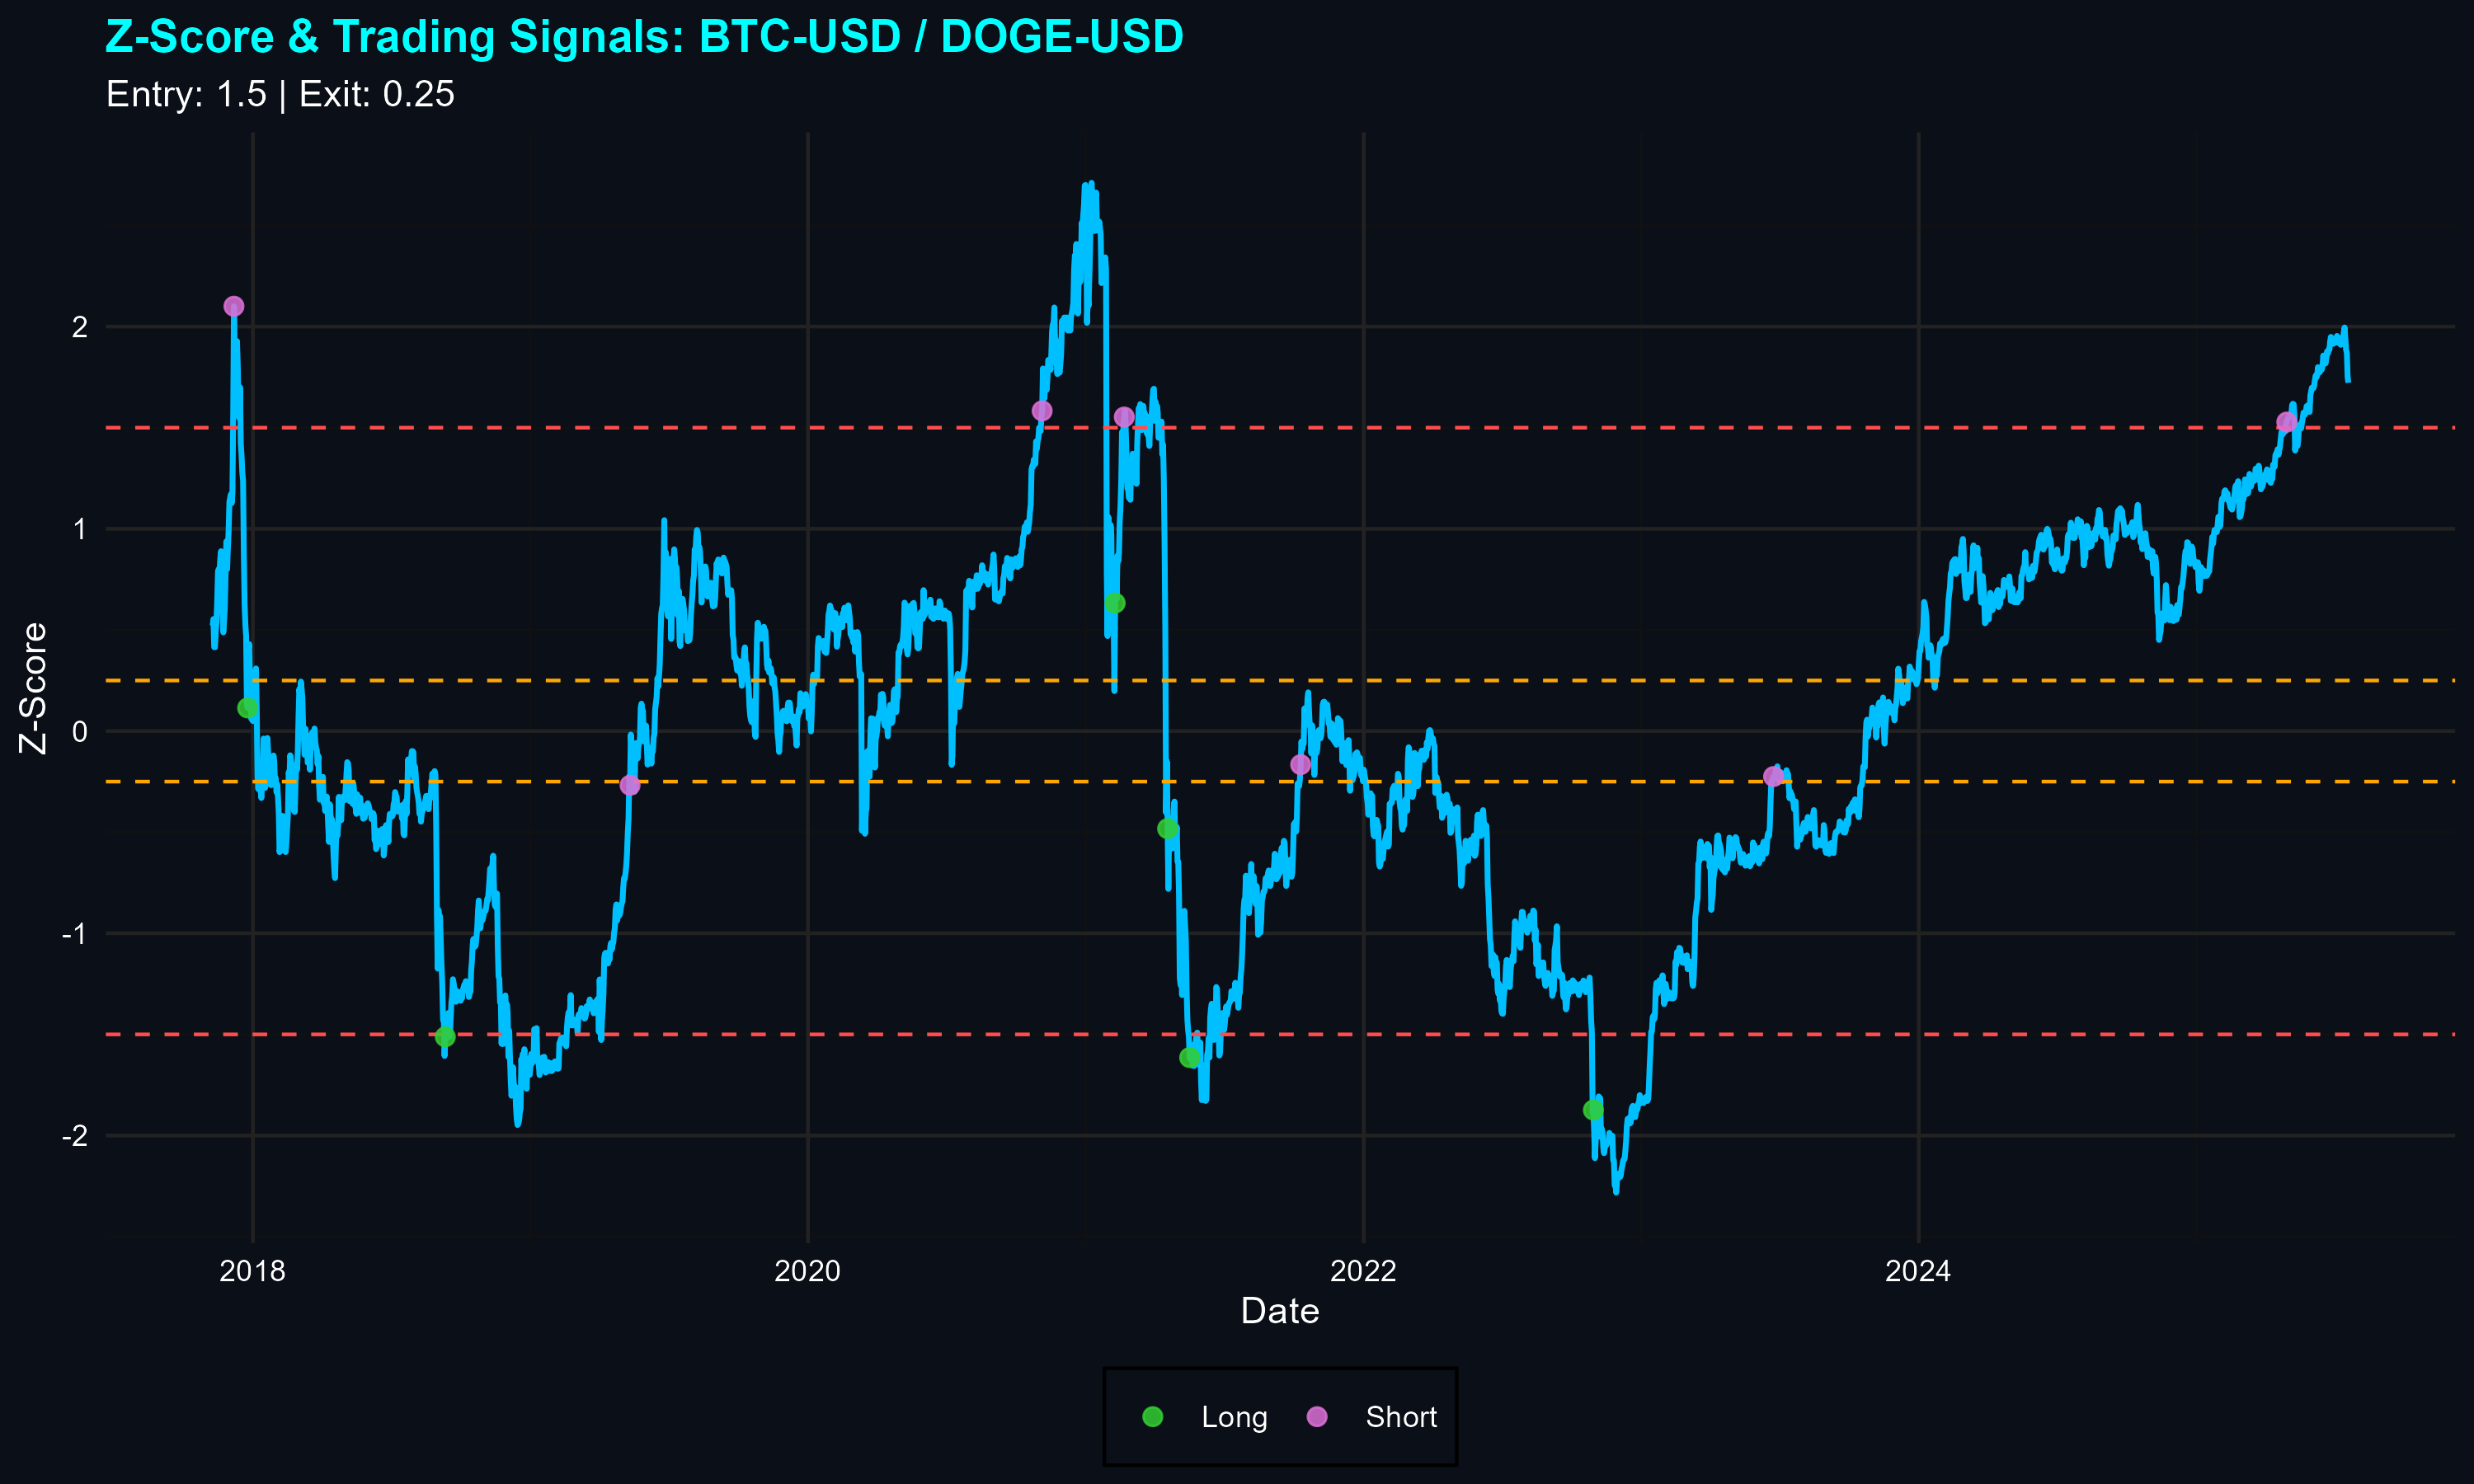 Z-Score & Trading Signals: BTC-USD / DOGE-USD
Entry: 1.5 | Exit: 0.25
Z-Score
2
1
0
-1
-2
2018 2020 2022 2024
Date
Long Short